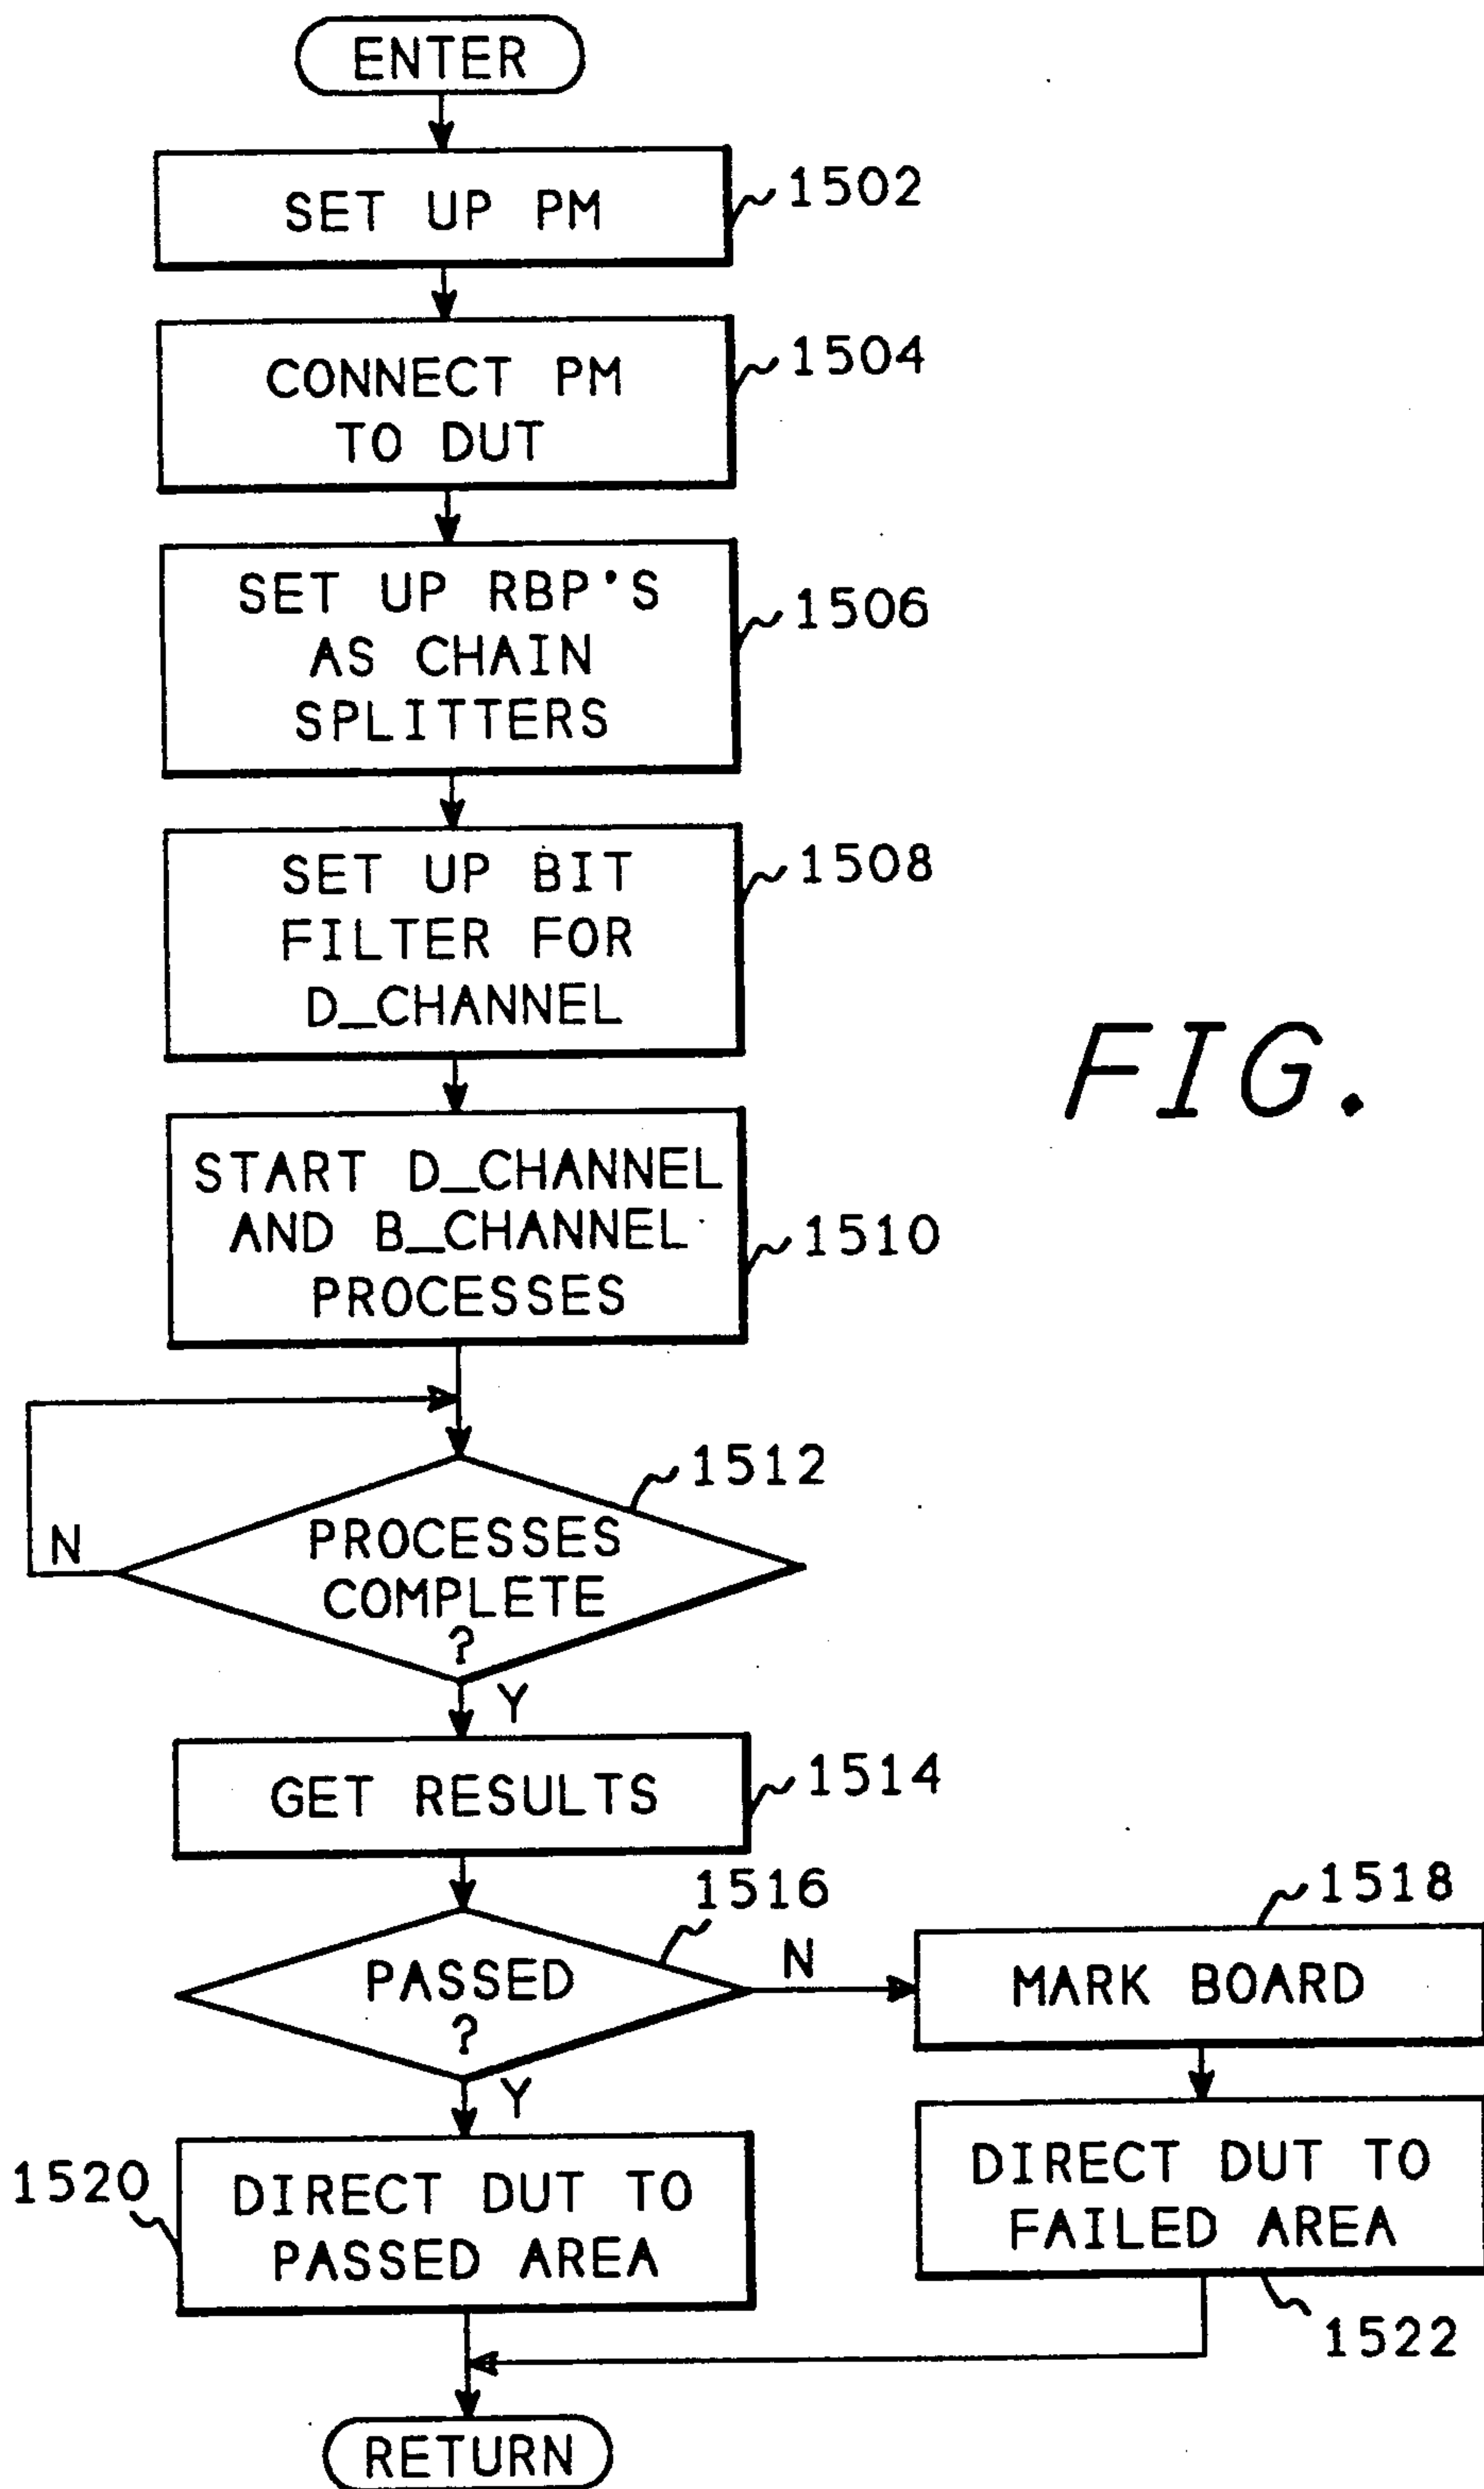 ENTER
SET UP PM
1502
CONNECT PM
TO DUT
1504
SET UP RBP'S
AS CHAIN
SPLITTERS
1506
SET UP BIT
FILTER FOR
D_CHANNEL
1508
FIG.
START D_CHANNEL
AND B_CHANNEL
PROCESSES
1510
1512
N
PROCESSES
COMPLETE
?
Y
GET RESULTS
1514
1516
PASSED
?
N
Y
1518
MARK BOARD
1520
DIRECT DUT TO
PASSED AREA
DIRECT DUT TO
FAILED AREA
1522
RETURN